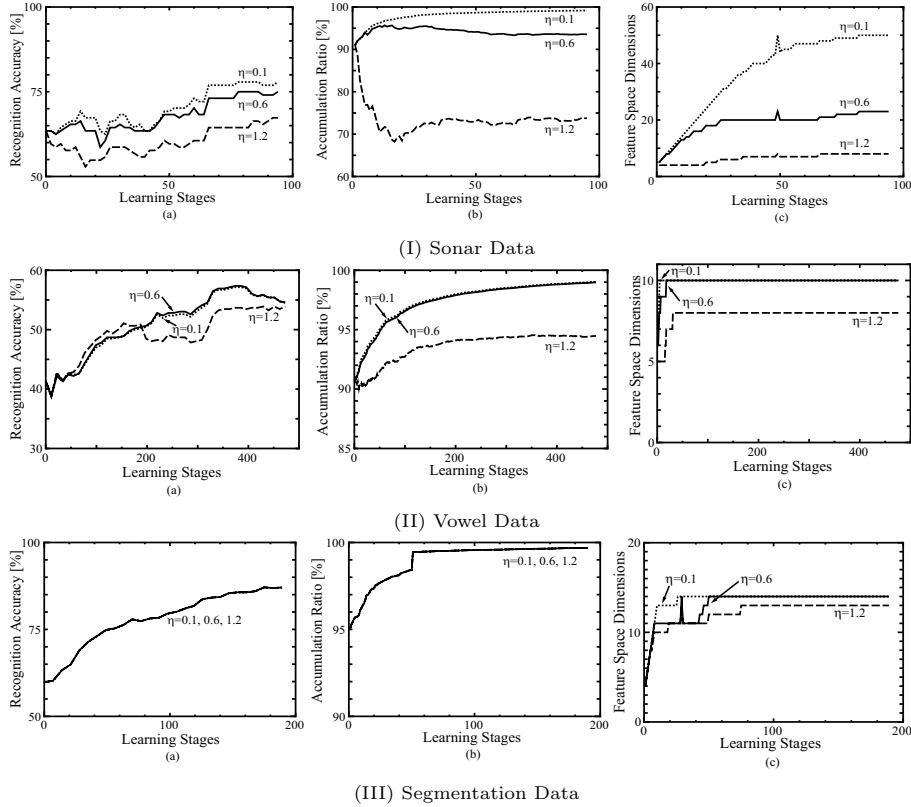 Recognition Accuracy [%]
100
75
50
0
50
100
η=0.1
η=0.6
η=1.2
Learning Stages
(a)
Accumulation Ratio [%]
100
90
80
70
60
0
50
100
η=0.1
η=0.6
η=1.2
Learning Stages
(b)
Feature Space Dimensions
60
40
20
0
0
50
100
η=0.1
η=0.6
η=1.2
Learning Stages
(c)
(I) Sonar Data
Recognition Accuracy [%]
60
50
40
30
0
200
400
η=0.6
η=0.1
η=1.2
Learning Stages
(a)
Accumulation Ratio [%]
100
95
90
85
0
200
400
600
η=0.1
η=0.6
η=1.2
Learning Stages
(b)
Feature Space Dimensions
10
5
0
0
200
400
η=0.1
η=0.6
η=1.2
Learning Stages
(c)
(II) Vowel Data
Recognition Accuracy [%]
100
75
50
0
100
200
η=0.1, 0.6, 1.2
Learning Stages
(a)
Accumulation Ratio [%]
100
95
90
0
100
200
η=0.1, 0.6, 1.2
Learning Stages
(b)
Feature Space Dimensions
20
10
0
0
100
200
η=0.1
η=0.6
η=1.2
Learning Stages
(c)
(III) Segmentation Data